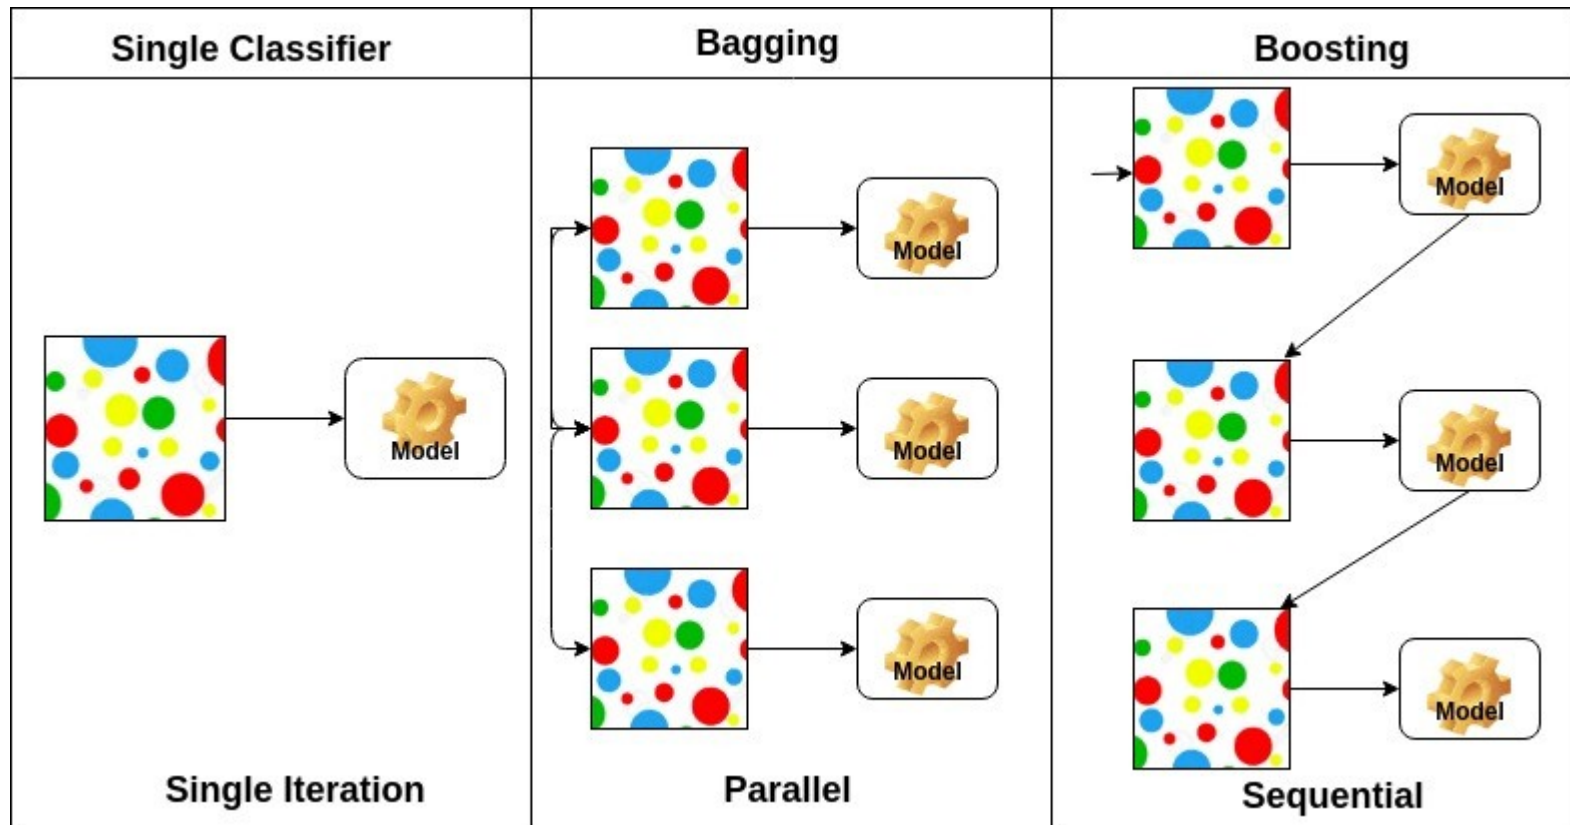 Single Classifier
Bagging
Boosting
Model
Model
Model
Model
Model
Model
Model
Single Iteration
Parallel
Sequential